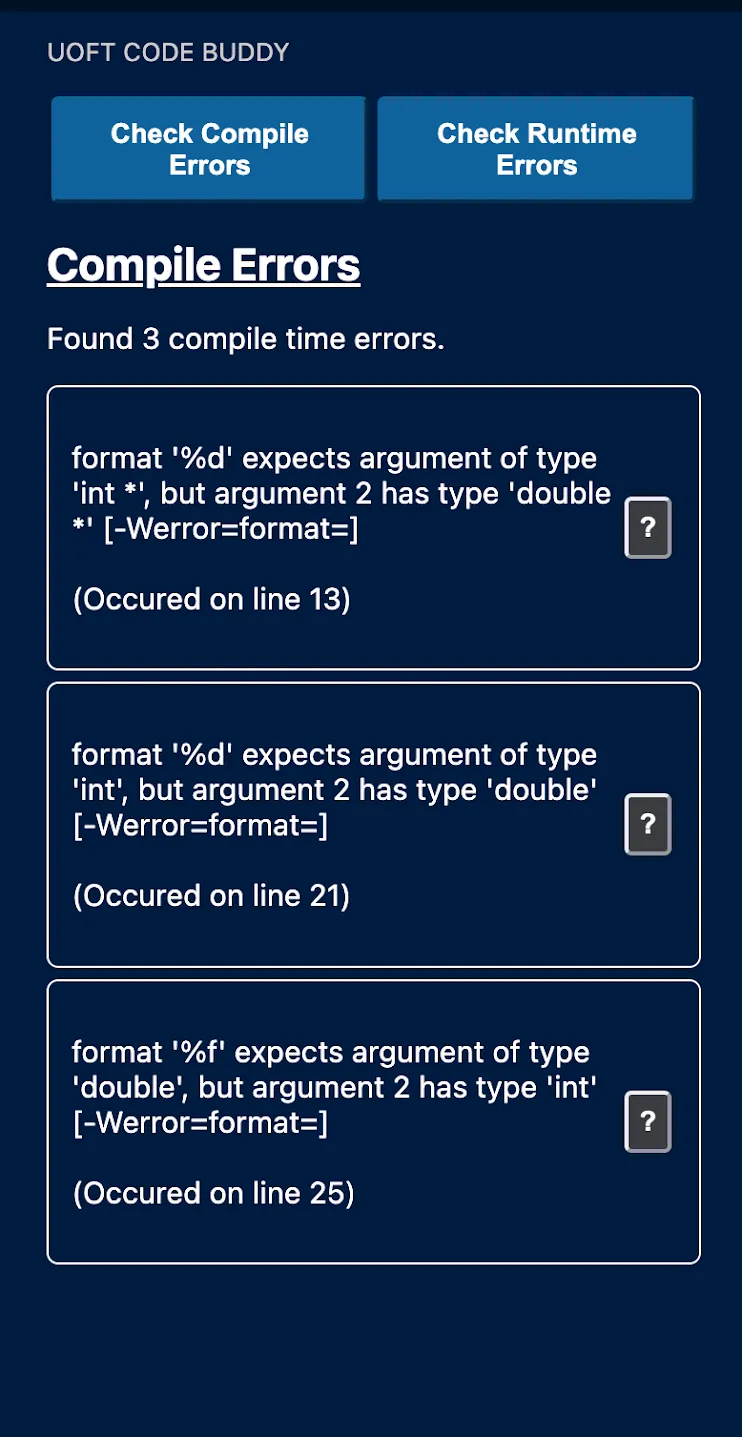 UOFT CODE BUDDY
Check Compile
Errors
Check Runtime
Errors
Compile Errors
Found 3 compile time errors.
format '%d' expects argument of type
'int *', but argument 2 has type 'double
*' [-Werror=format=]
?
(Occured on line 13)
format '%d' expects argument of type
'int', but argument 2 has type 'double'
[-Werror=format=]
?
(Occured on line 21)
format '%f' expects argument of type
'double', but argument 2 has type 'int'
[-Werror=format=]
?
(Occured on line 25)